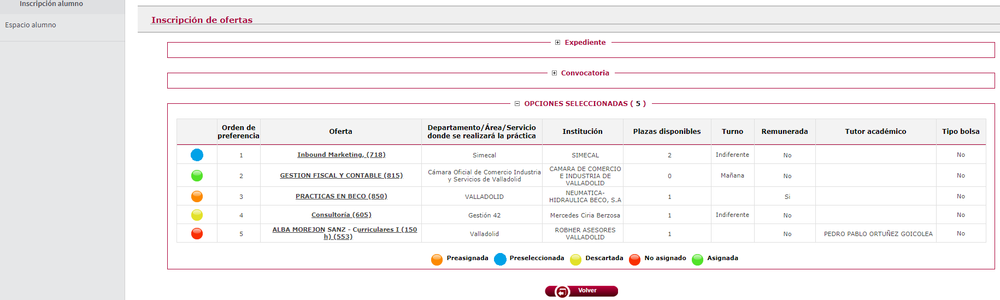 Inscripción alumno
Espacio alumno
Inscripción de ofertas
Expediente
Convocatoria
OPCIONES SELECCIONADAS ( 5 )
Orden de preferencia Oferta Departamento/Área/Servicio donde se realizará la práctica Institución Plazas disponibles Turno Remunerada Tutor académico Tipo bolsa
1 Inbound Marketing, (718) Simecal SIMECAL 2 Indiferente No No
2 GESTION FISCAL Y CONTABLE (815) Cámara Oficial de Comercio Industria y Servicios de Valladolid CAMARA DE COMERCIO E INDUSTRIA DE VALLADOLID 0 Mañana No No
3 PRACTICAS EN BECO (850) VALLADOLID NEUMATICA-HIDRAULICA BECO, S.A 1 Si No
4 Consultoría (605) Gestión 42 Mercedes Ciria Berzosa 1 Indiferente No No
5 ALBA MOREJON SANZ - Curriculares I (150 h) (553) Valladolid ROBHER ASESORES VALLADOLID 1 No PEDRO PABLO ORTUÑEZ GOICOLEA No
Preasignada Preseleccionada Descartada No asignado Asignada
Volver